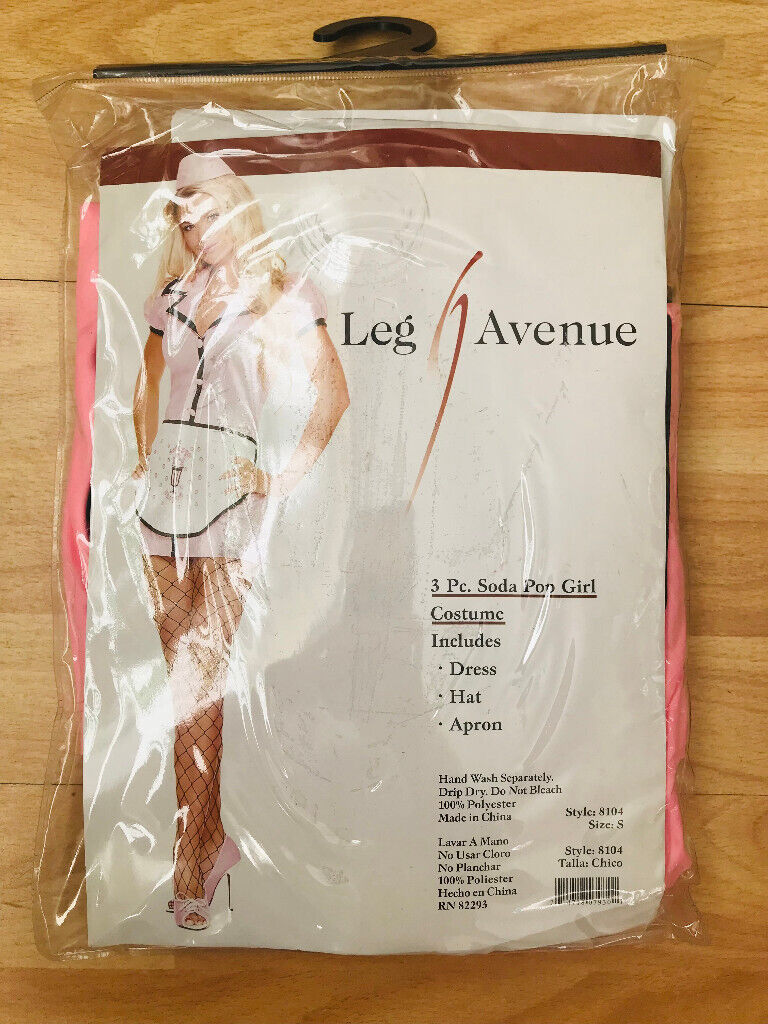 Leg Avenue
3 Pc. Soda Pop Girl
Costume
Includes
· Dress
· Hat
· Apron
Hand Wash Separately.
Drip Dry. Do Not Bleach
100% Polyester
Made in China
Style: 8104
Size: S
Lavar A Mano
No Usar Cloro
No Planchar
100% Poliester
Hecho en China
RN 82293
Style: 8104
Talla: Chico